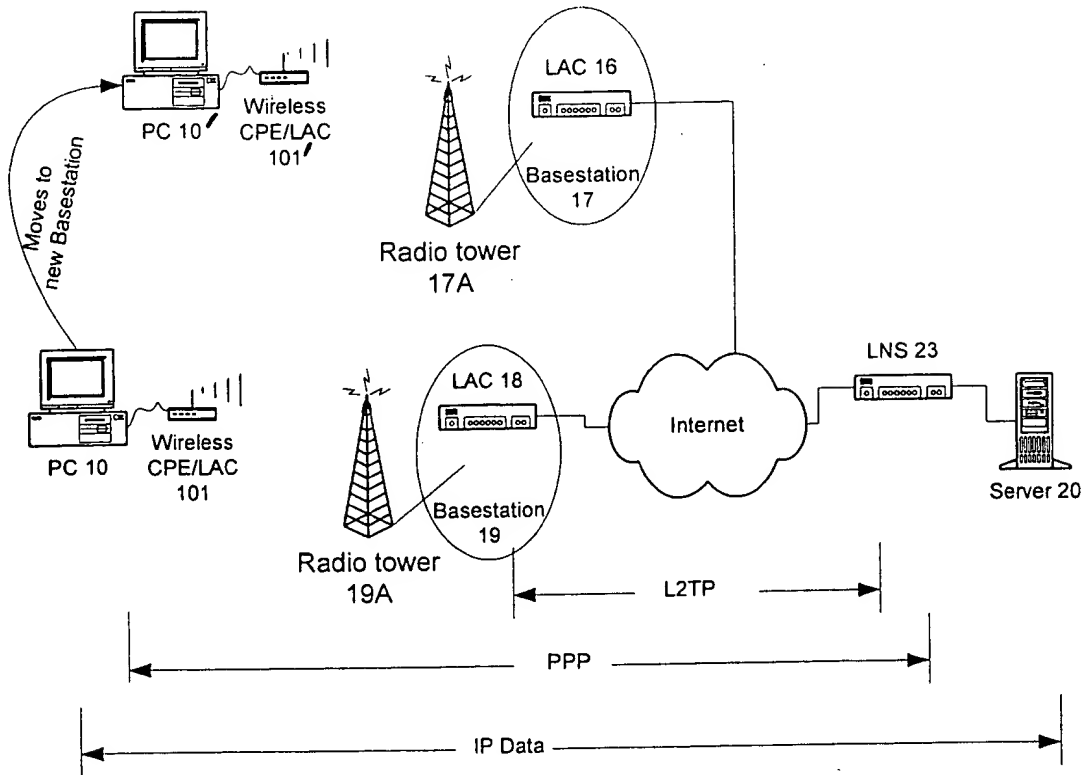 LAC 16
Wireless
CPE/LAC
101'
PC 10'
Basestation
17
Moves to
new Basestation
Radio tower
17A
LNS 23
LAC 18
Internet
Wireless
CPE/LAC
101
PC 10
Server 20
Basestation
19
Radio tower
19A
L2TP
PPP
IP Data